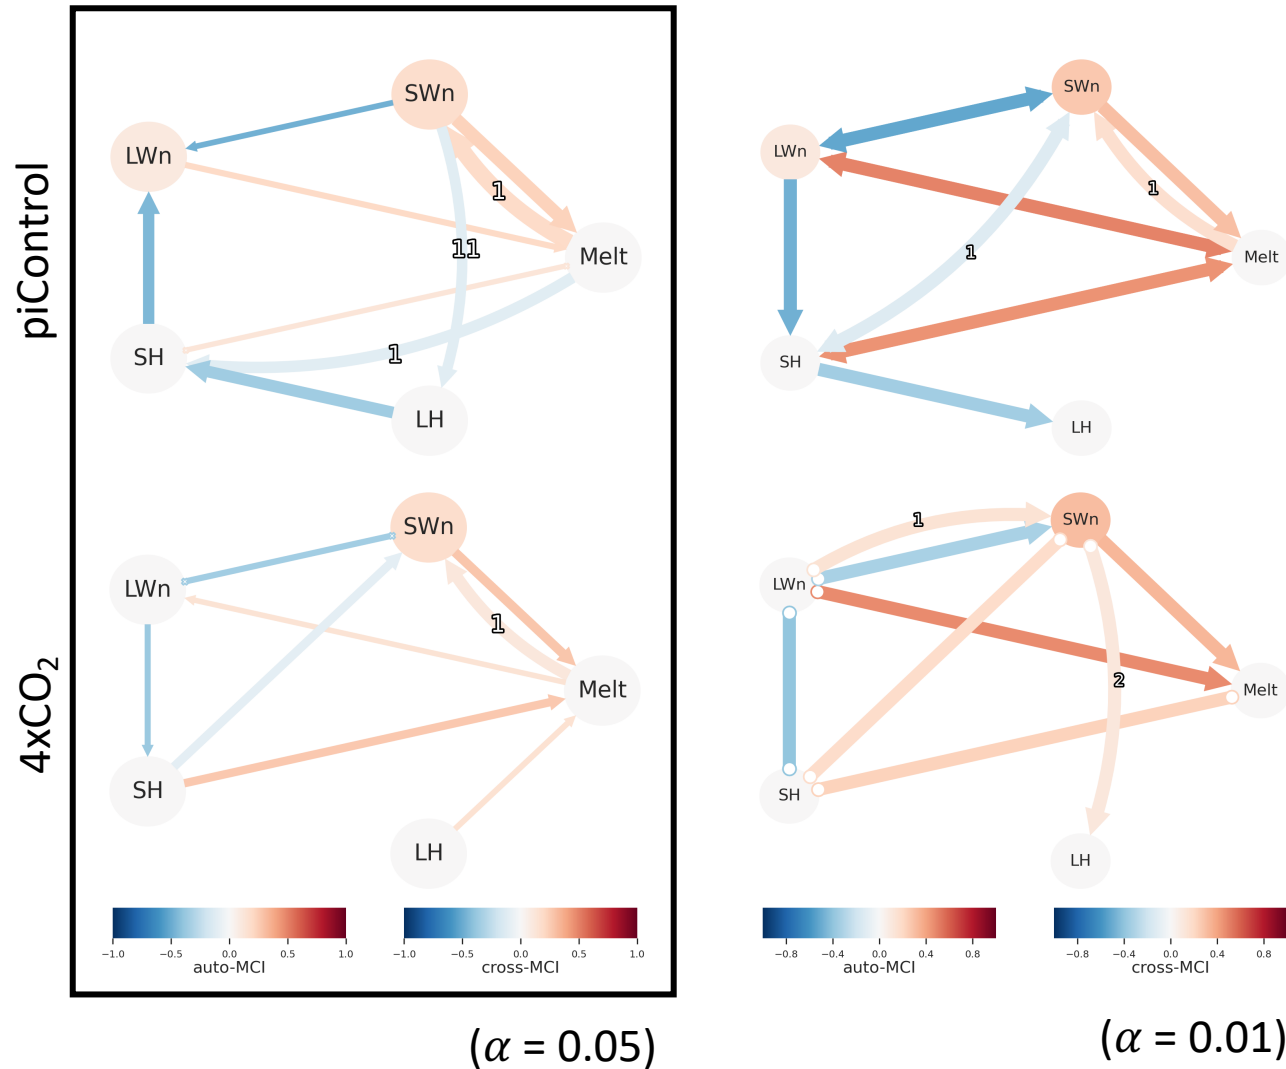 piControl
SWn
LWn
1
11
Melt
SH
1
LH
SWn
LWn
1
1
Melt
SH
LH
4xCO₂
SWn
LWn
1
Melt
SH
LH
1
SWn
LWn
2
Melt
SH
LH
−1.0 −0.5 0.0 0.5 1.0
auto-MCI
−1.0 −0.5 0.0 0.5 1.0
cross-MCI
−0.8 −0.4 0.0 0.4 0.8
auto-MCI
−0.8 −0.4 0.0 0.4 0.8
cross-MCI
(α = 0.05)
(α = 0.01)